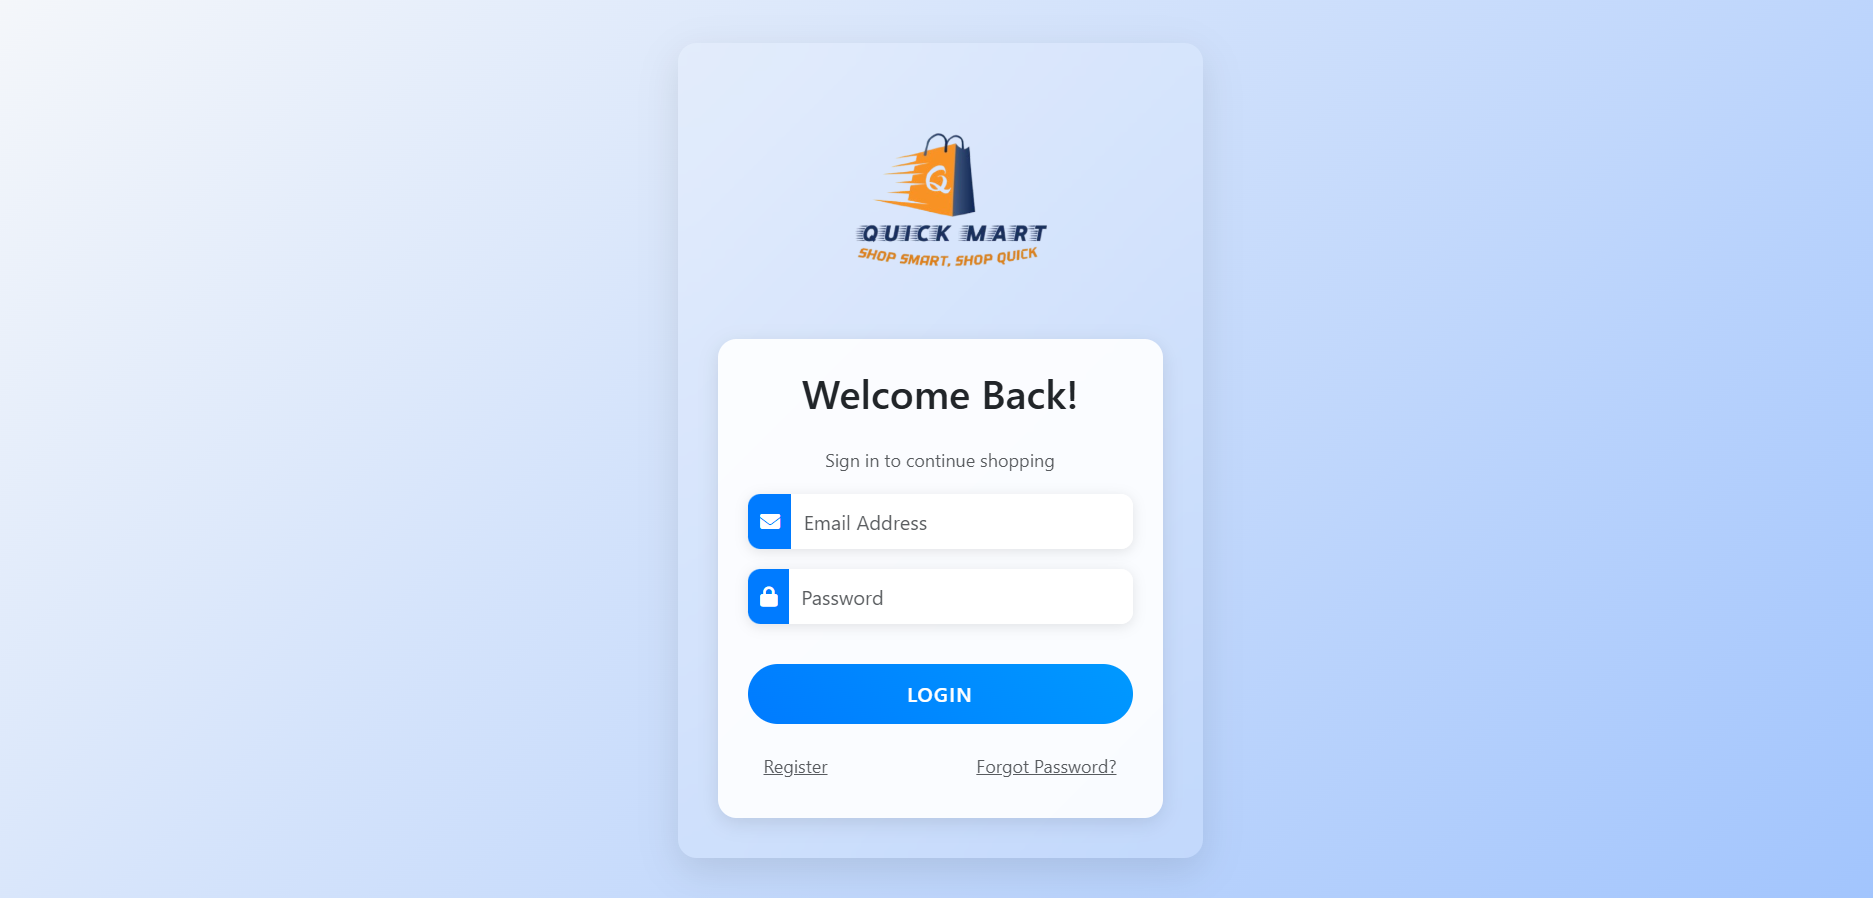 Q
QUICK MART
SHOP SMART, SHOP QUICK
Welcome Back!
Sign in to continue shopping
Email Address
Password
LOGIN
Register
Forgot Password?